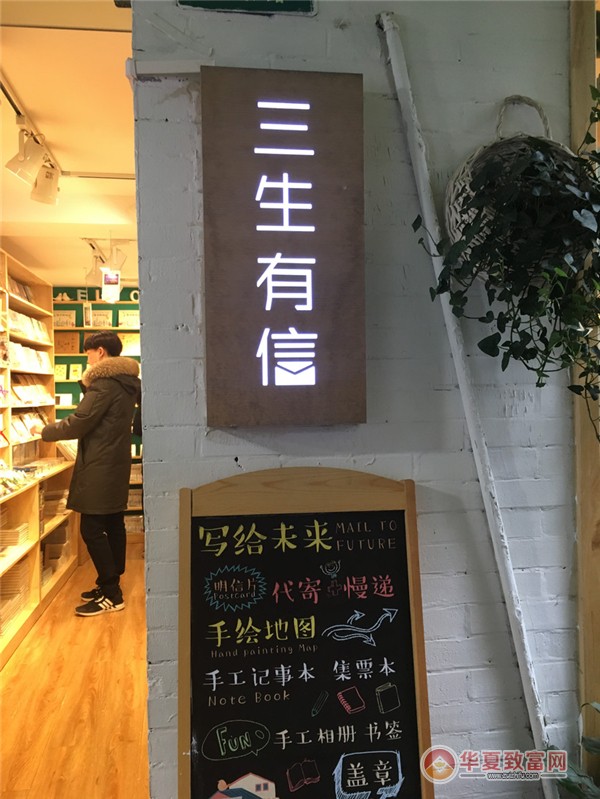 三生有信
写给未来
MAIL TO
FUTURE
明信片
Postcard
代寄+慢递
手绘地图
Hand painting Map
手工记事本 集票本
Note Book
FUN
手工相册 书签
盖章
华夏致富网